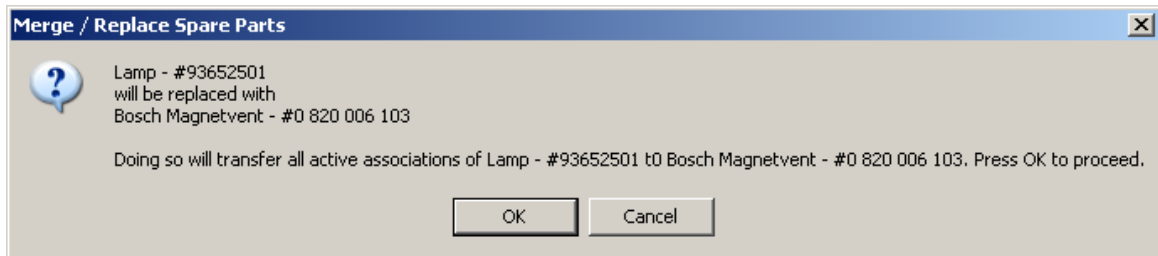 Merge / Replace Spare Parts
Lamp - #93652501
will be replaced with
Bosch Magnetvent - #0 820 006 103
Doing so will transfer all active associations of Lamp - #93652501 t0 Bosch Magnetvent - #0 820 006 103. Press OK to proceed.
OK
Cancel